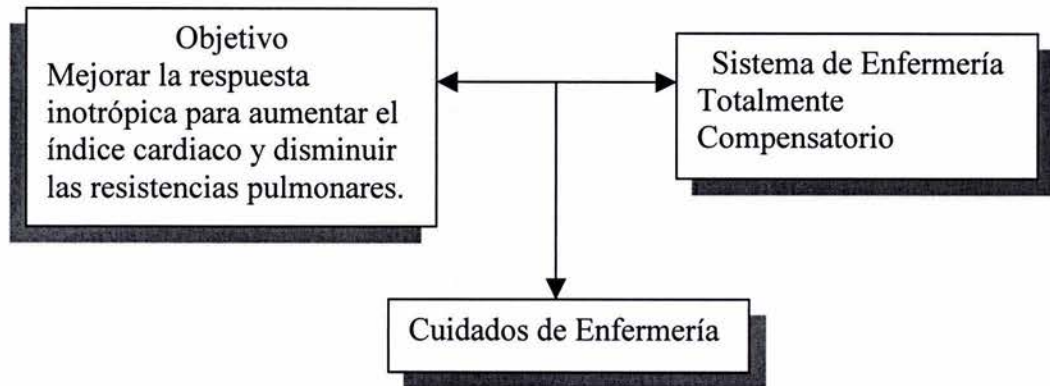 Objetivo
Mejorar la respuesta
inotrópica para aumentar el
índice cardiaco y disminuir
las resistencias pulmonares.
Sistema de Enfermería
Totalmente
Compensatorio
Cuidados de Enfermería